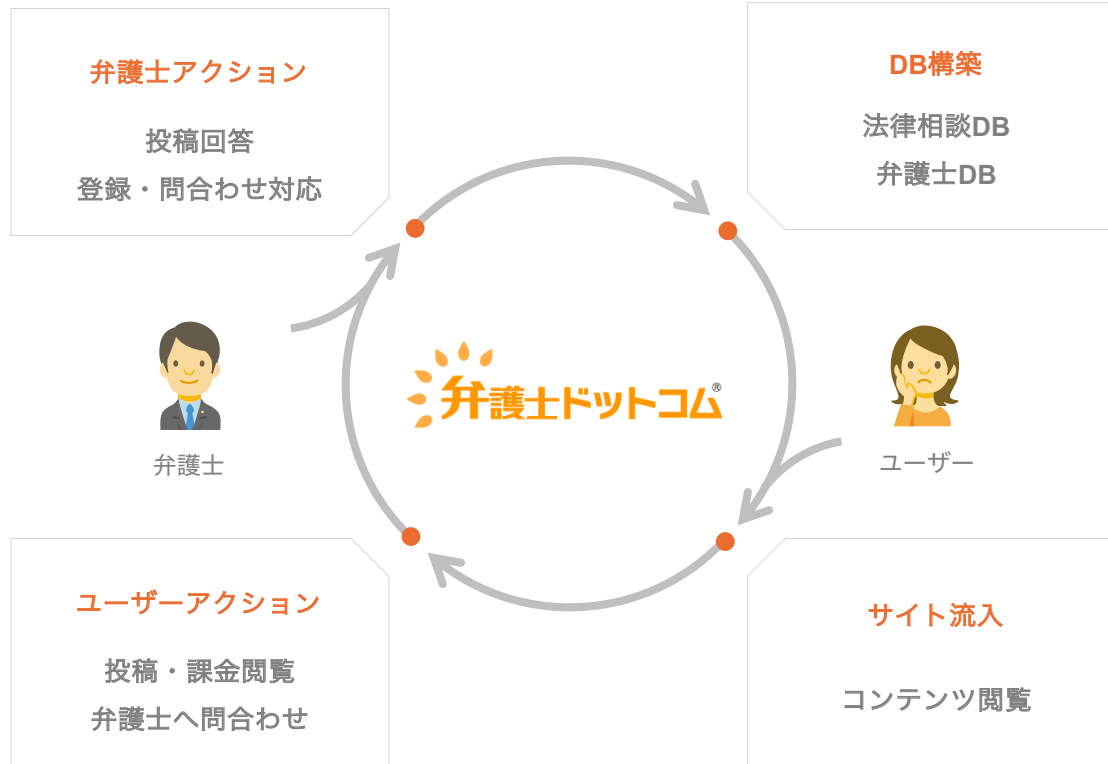 弁護士アクション
投稿回答
登録・問合わせ対応
DB構築
法律相談DB
弁護士DB
弁護士ドットコム®
弁護士
ユーザー
ユーザーアクション
投稿・課金閲覧
弁護士へ問合わせ
サイト流入
コンテンツ閲覧